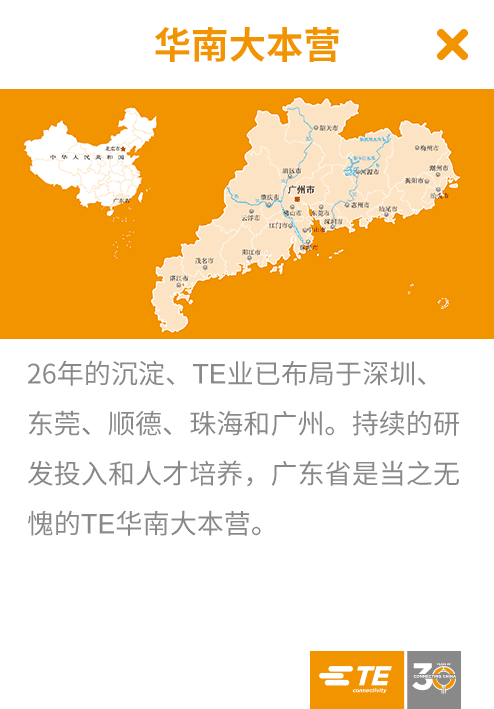 华南大本营
北京市
中华人民共和国
广东省
韶关市
清远市
河源市
梅州市
潮州市
揭阳市
汕头市
广州市
肇庆市
惠州市
汕尾市
云浮市
佛山市
东莞市
江门市
深圳市
中山市
珠海市
茂名市
阳江市
湛江市
26年的沉淀、TE业已布局于深圳、
东莞、顺德、珠海和广州。持续的研
发投入和人才培养，广东省是当之无
愧的TE华南大本营。
TE
connectivity
30
YEARS OF
CONNECTING CHINA